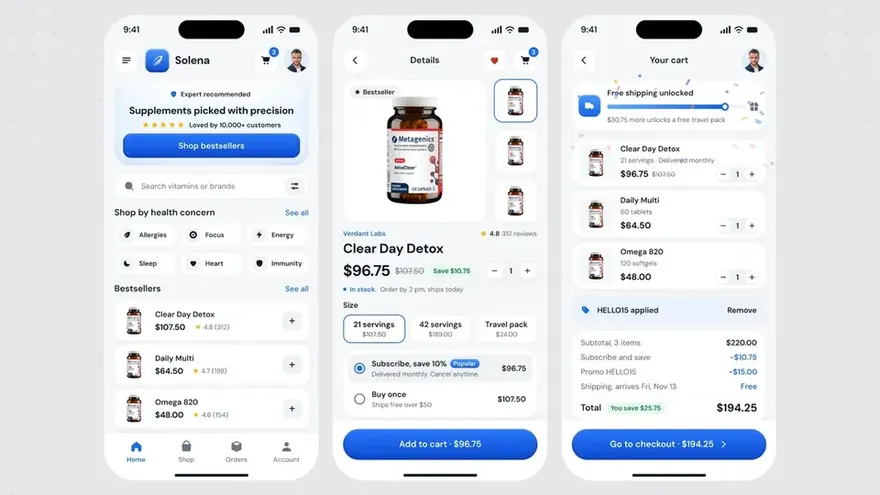 9:41
Solena
3
Expert recommended
Supplements picked with precision
Loved by 10,000+ customers
Shop bestsellers
Search vitamins or brands
Shop by health concern
See all
Allergies
Focus
Energy
Sleep
Heart
Immunity
Bestsellers
See all
Clear Day Detox
$107.50
4.8 (312)
Daily Multi
$64.50
4.7 (198)
Omega 820
$48.00
4.6 (154)
Home
Shop
Orders
Account
9:41
Details
3
Bestseller
Metagenics
AdvaClear
Verdant Labs
4.8 312 reviews
Clear Day Detox
$96.75 $107.50 Save $10.75
− 1 +
In stock. Order by 2 pm, ships today
Size
21 servings
$107.50
42 servings
$189.00
Travel pack
$24.00
Subscribe, save 10% Popular
Delivered monthly. Cancel anytime.
$96.75
Buy once
Ships free over $50
$107.50
Add to cart · $96.75
9:41
Your cart
Free shipping unlocked
$30.75 more unlocks a free travel pack
Clear Day Detox
21 servings · Delivered monthly
$96.75 $107.50
− 1 +
Daily Multi
60 tablets
$64.50
− 1 +
Omega 820
120 softgels
$48.00
− 1 +
HELLO15 applied
Remove
Subtotal, 3 items
$220.00
Subscribe and save
-$10.75
Promo HELLO15
-$15.00
Shipping, arrives Fri, Nov 13
Free
Total You save $25.75
$194.25
Go to checkout · $194.25